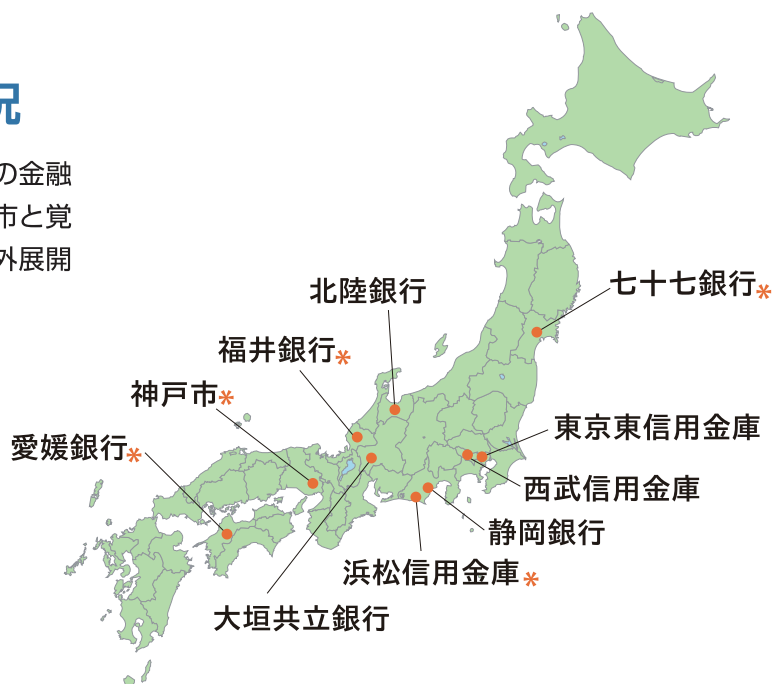 況
の金融
市と覚
外展開
北陸銀行
七十七銀行*
福井銀行*
神戸市*
愛媛銀行*
東京東信用金庫
西武信用金庫
静岡銀行
浜松信用金庫*
大垣共立銀行